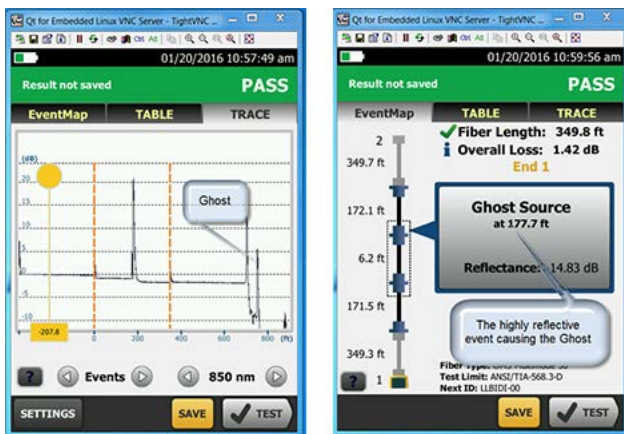 Qt for Embedded Linux VNC Server - TightVNC ...
01/20/2016 10:57:49 am
Result not saved
PASS
EventMap
TABLE
TRACE
(dB)
20
15
10
5
0
-5
-10
Ghost
-207.8
0
200
400
600
800
(ft)
?
Events
850 nm
SETTINGS
SAVE
TEST
Qt for Embedded Linux VNC Server - TightVNC ...
01/20/2016 10:59:56 am
Result not saved
PASS
EventMap
TABLE
TRACE
Fiber Length: 349.8 ft
Overall Loss: 1.42 dB
End 1
2
349.7 ft
172.1 ft
6.2 ft
171.5 ft
349.3 ft
1
Ghost Source
at 177.7 ft
Reflectance: -14.83 dB
The highly reflective
event causing the Ghost
Test Limit: ANSI/TIA-568.3-D
Next ID: LLBIDI-00
?
SAVE
TEST